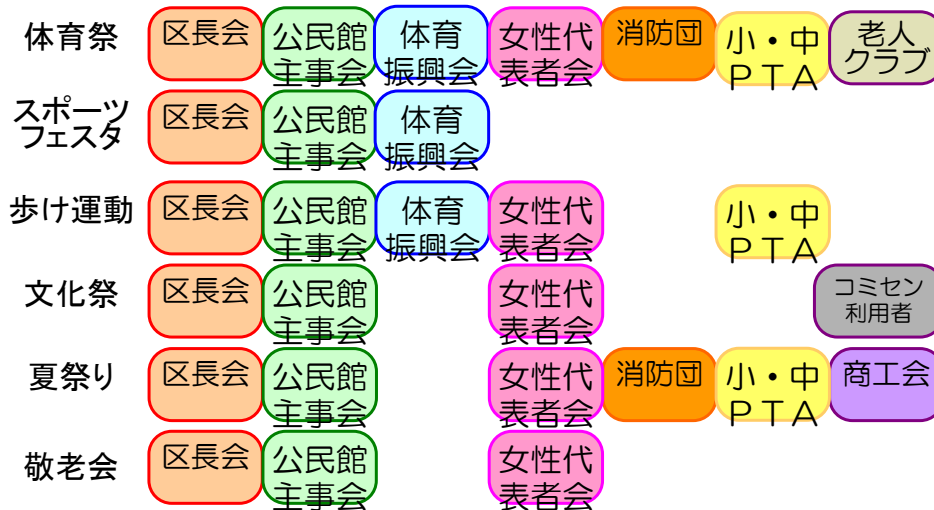 体育祭
区長会
公民館
主事会
体育
振興会
女性代
表者会
消防団
小・中
ＰＴＡ
老人
クラブ
スポーツ
フェスタ
区長会
公民館
主事会
体育
振興会
歩け運動
区長会
公民館
主事会
体育
振興会
女性代
表者会
小・中
ＰＴＡ
文化祭
区長会
公民館
主事会
女性代
表者会
コミセン
利用者
夏祭り
区長会
公民館
主事会
女性代
表者会
消防団
小・中
ＰＴＡ
商工会
敬老会
区長会
公民館
主事会
女性代
表者会